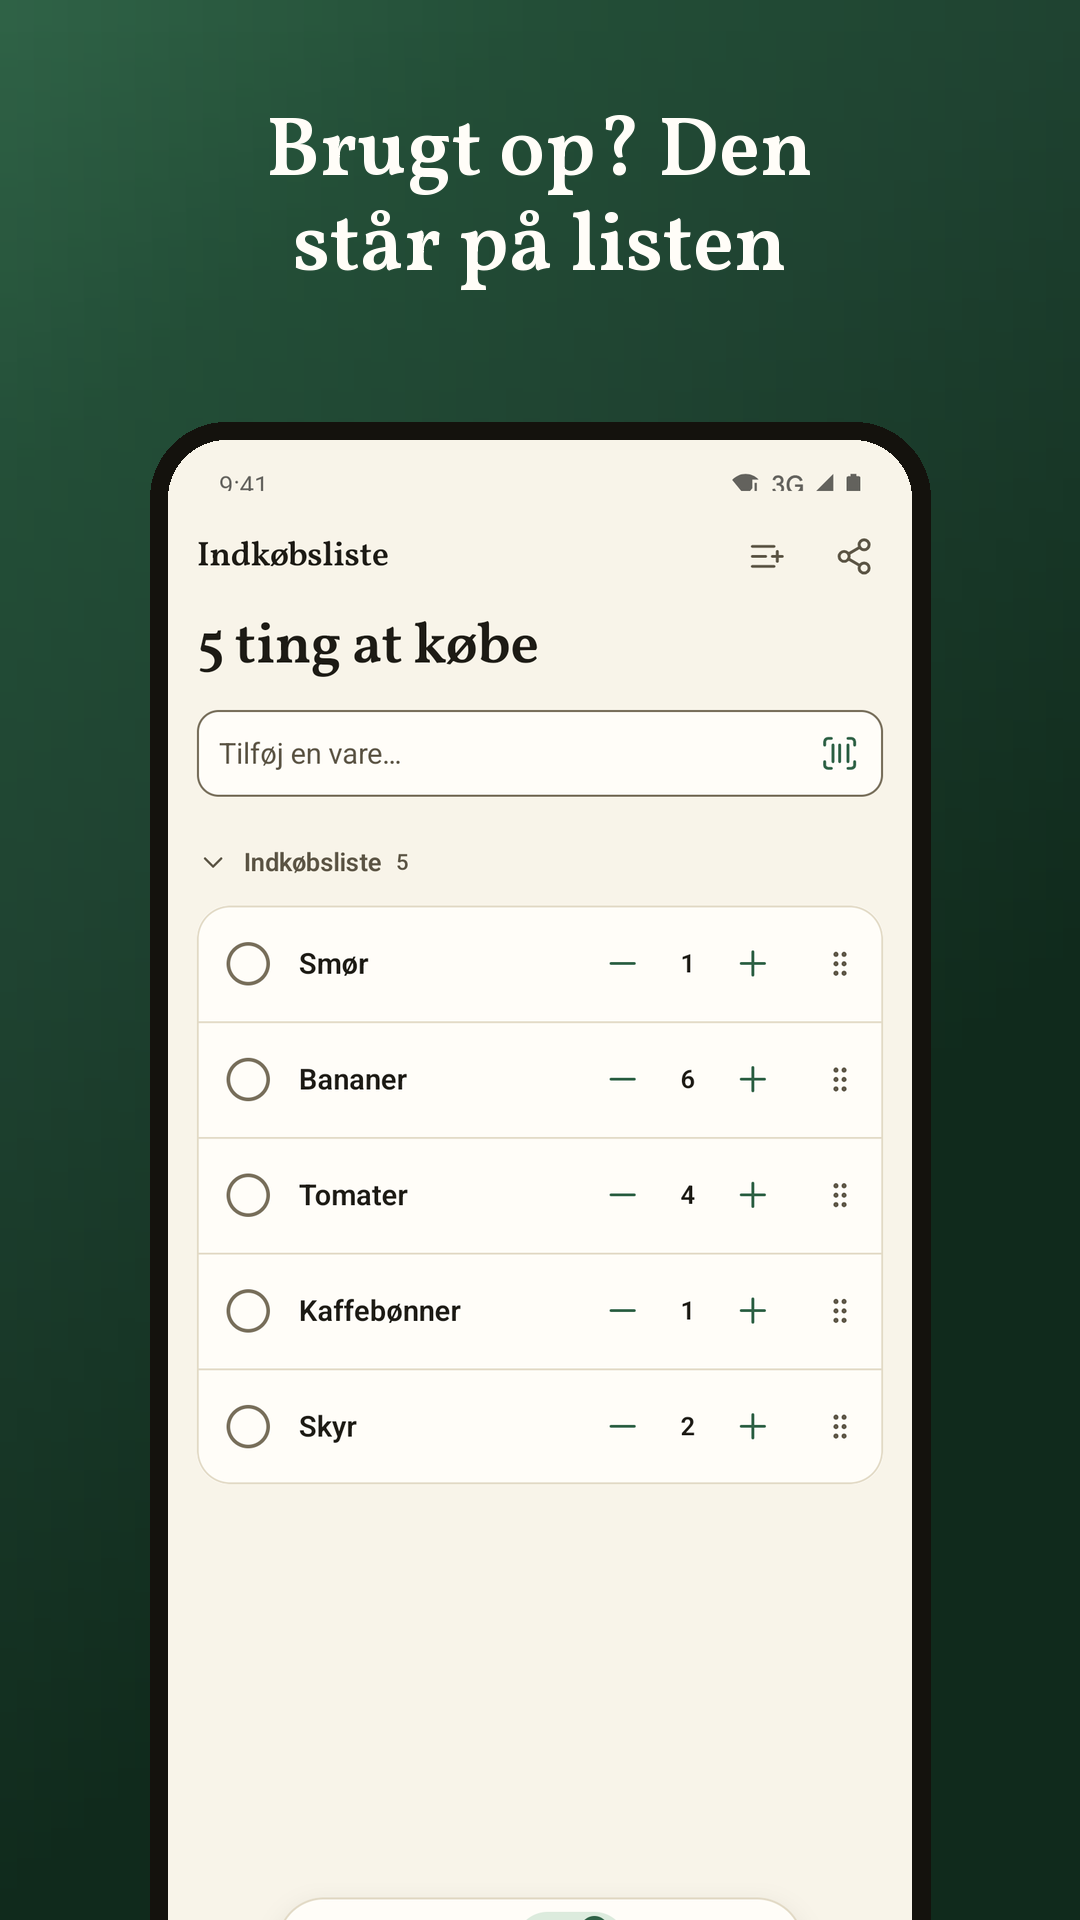 Brugt op? Den
står på listen
9:41 3G
Indkøbsliste
5 ting at købe
Tilføj en vare…
Indkøbsliste 5
Smør 1
Bananer 6
Tomater 4
Kaffebønner 1
Skyr 2